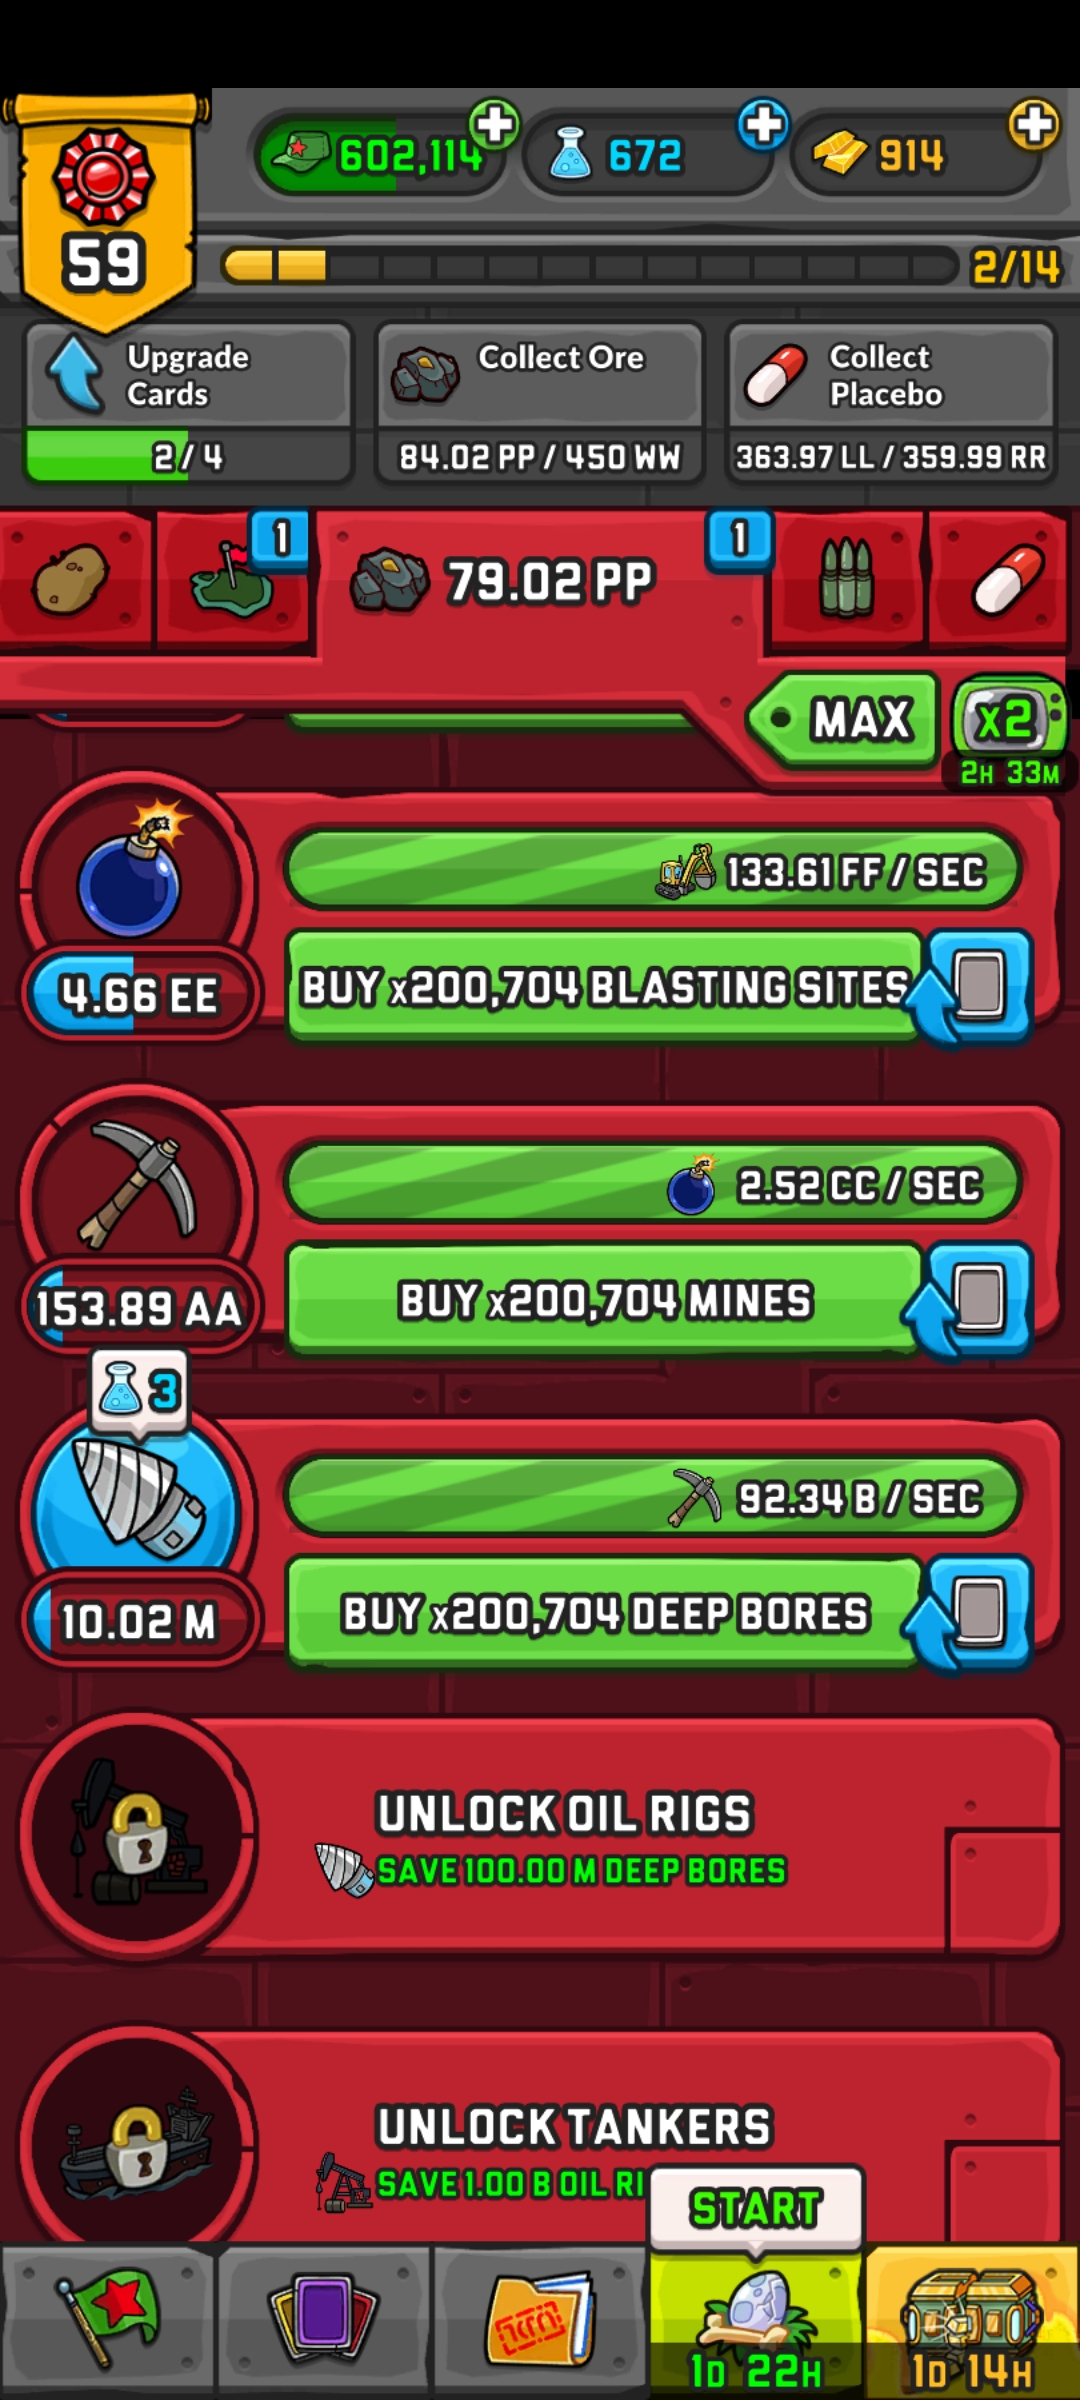 602,114
672
914
59
2/14
Upgrade
Cards
2/4
Collect Ore
84.02 PP / 450 WW
Collect
Placebo
363.97 LL / 359.99 RR
1
79.02 PP
1
MAX
x2
2H 33M
133.61 FF / SEC
4.66 EE
BUY x200,704 BLASTING SITES
2.52 CC / SEC
153.89 AA
BUY x200,704 MINES
3
92.34 B / SEC
10.02 M
BUY x200,704 DEEP BORES
UNLOCK OIL RIGS
SAVE 100.00 M DEEP BORES
UNLOCK TANKERS
SAVE 1.00 B OIL RI
START
1D 22H
1D 14H